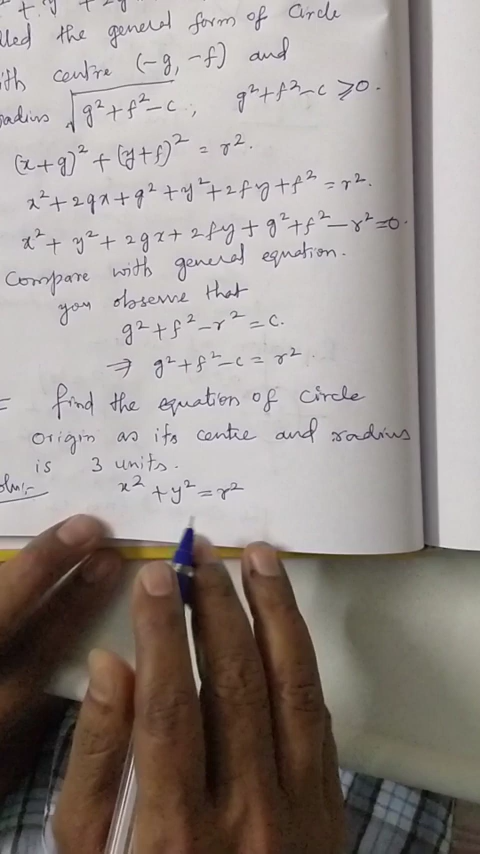 + y + 2g
lled the general form of circle
ith centre (-g, -f) and
radius √g²+f²-c, g²+f²-c ≥0.
(x+g)² + (y+f)² = r².
x²+2gx+g²+y²+2fy+f² = r².
x²+ y²+ 2gx+ 2fy+ g²+f²-r²=0.
Compare with general equation.
you observe that
g²+f²-r² = c.
⇒ g²+f²-c = r².
= find the equation of circle
origin as its centre and radius
is 3 units.
oln:- x² + y² = r²